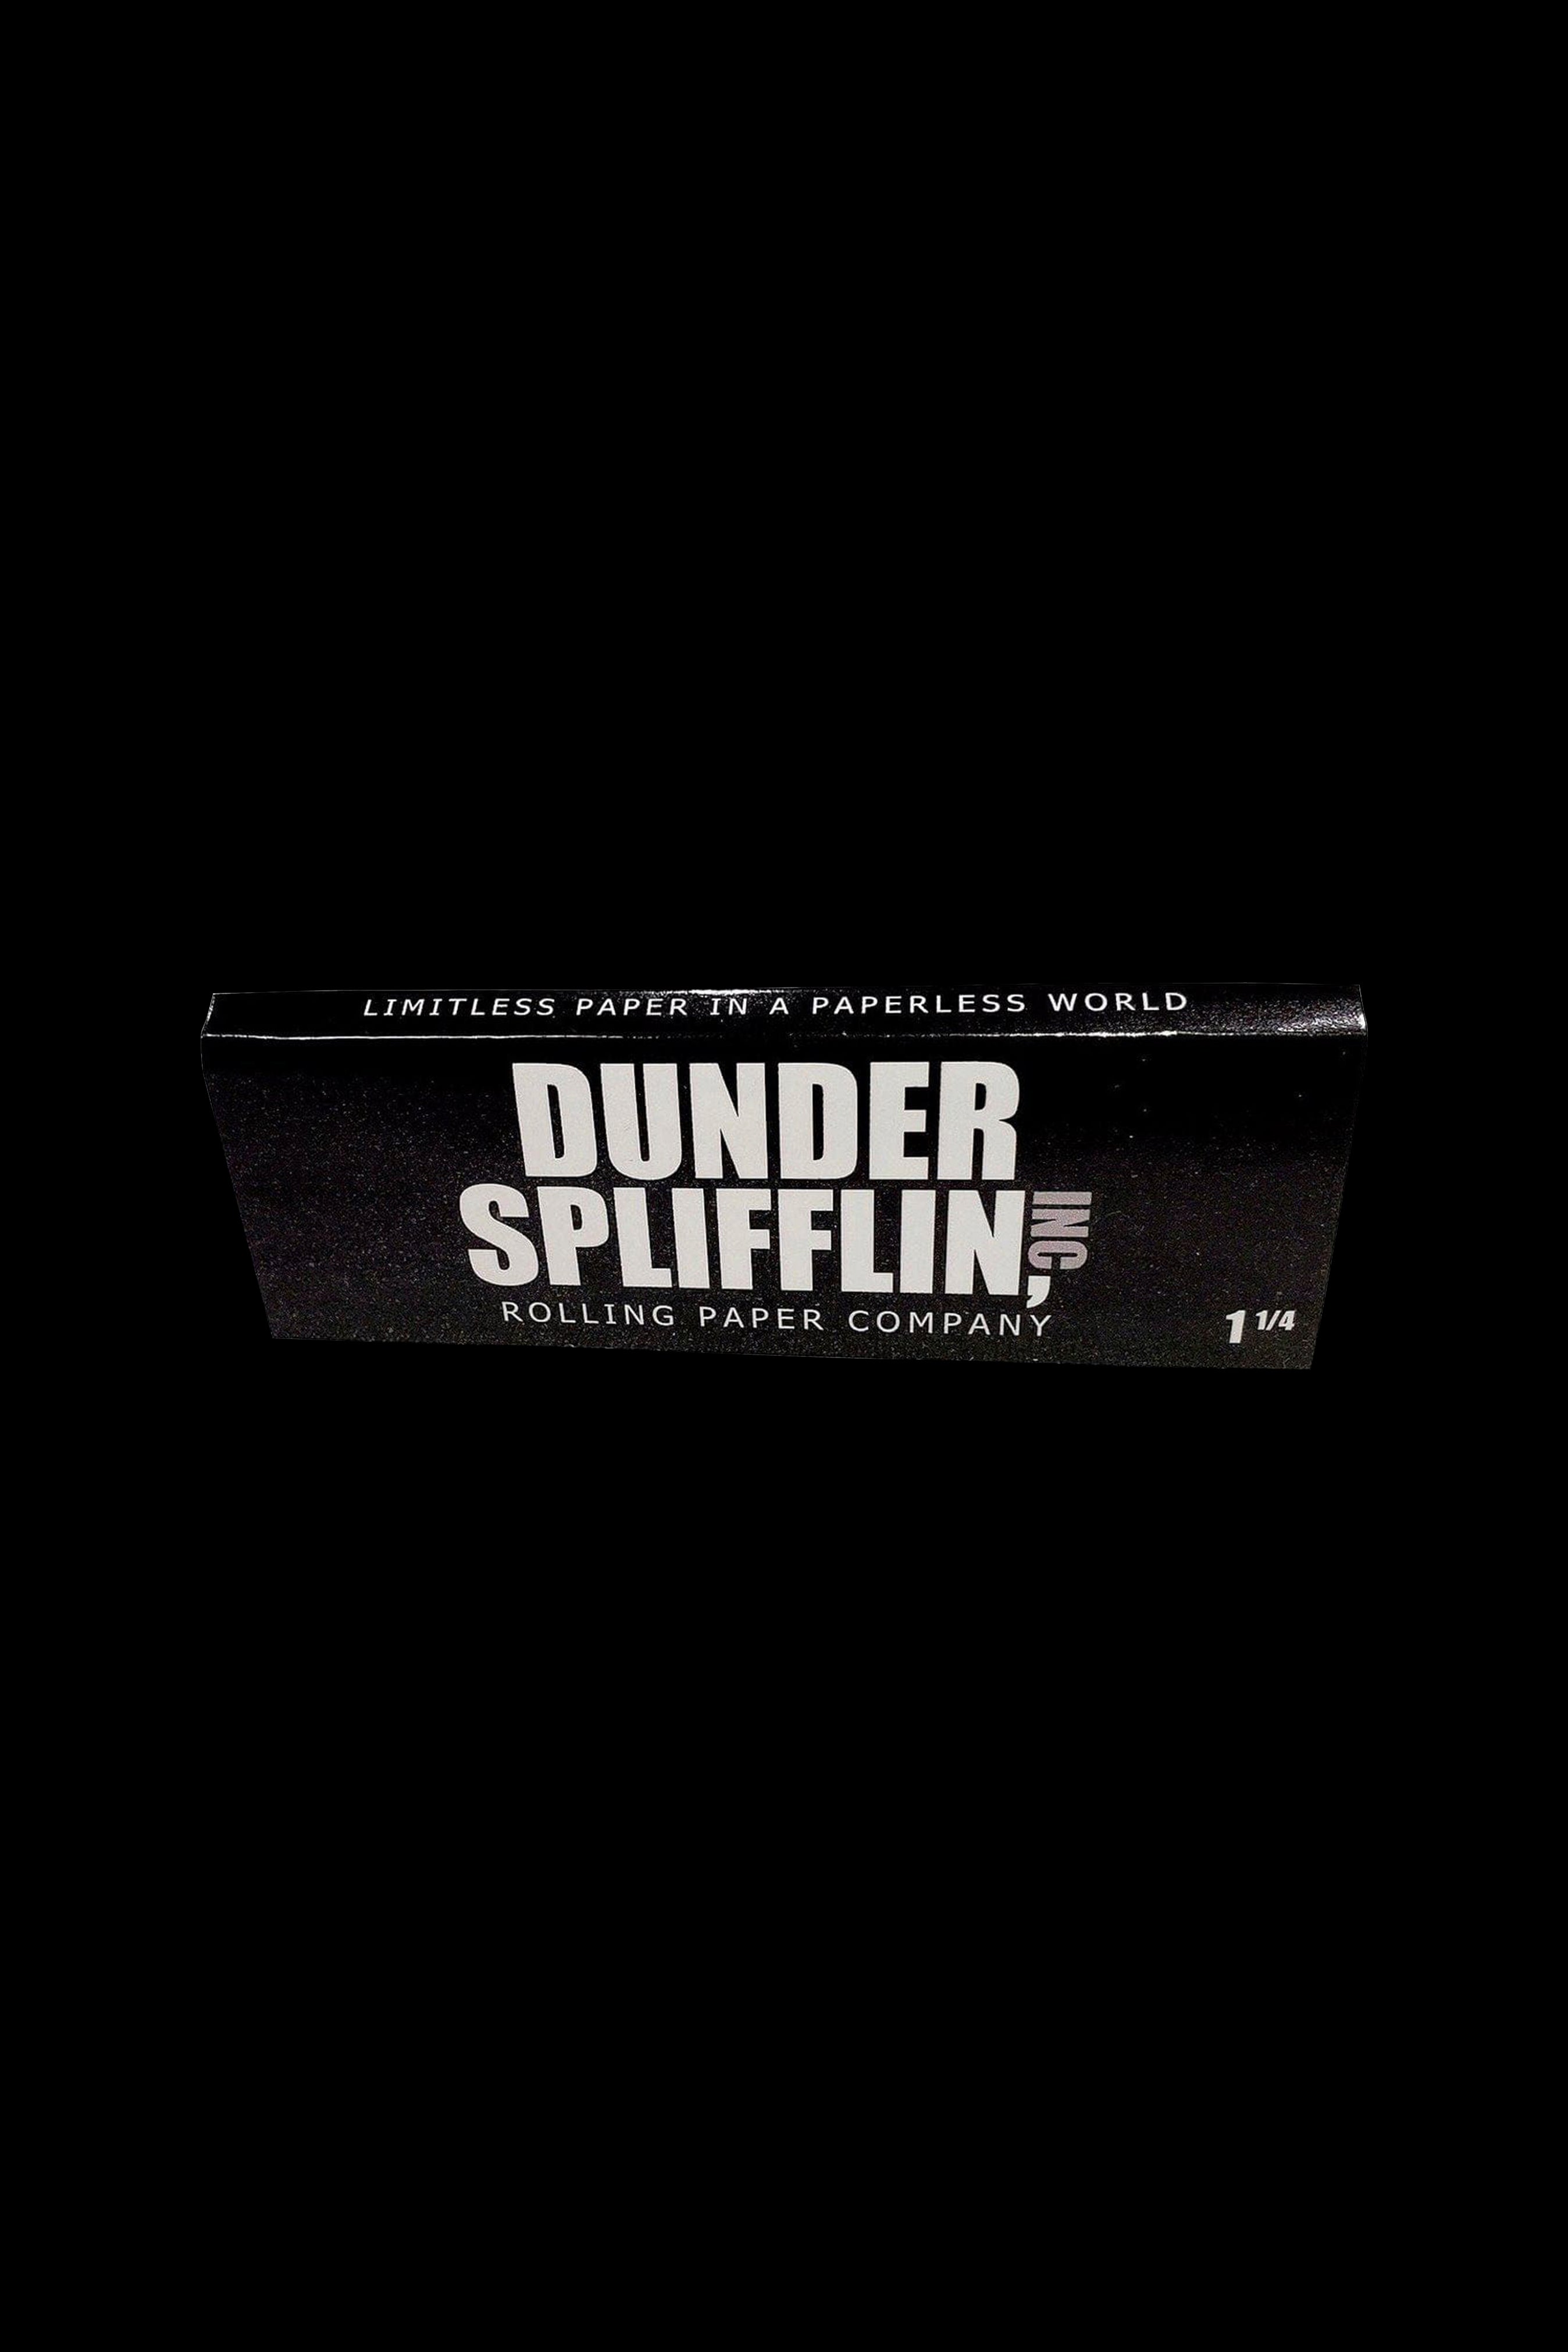 LIMITLESS PAPER IN A PAPERLESS WORLD
DUNDER
SPLIFFLIN,
INC
ROLLING PAPER COMPANY
1 1/4